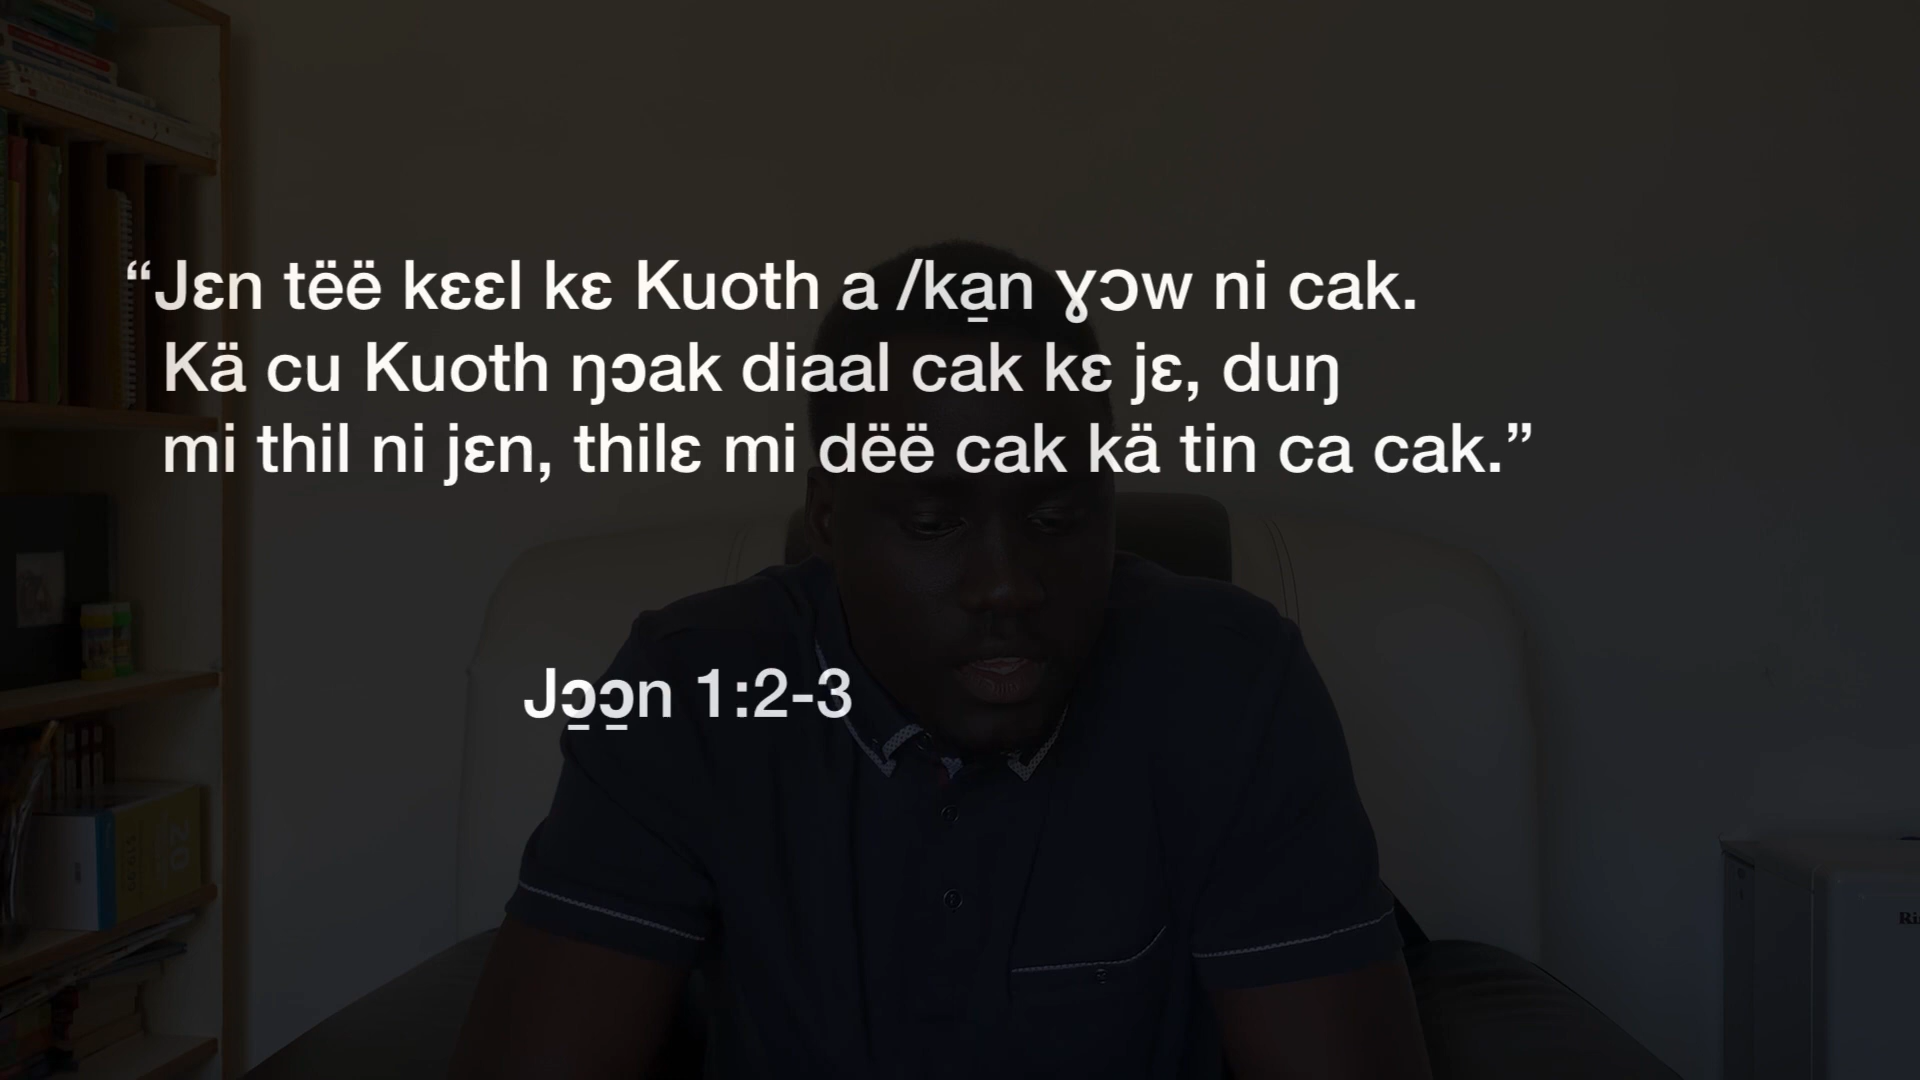 “Jɛn tëë kɛɛl kɛ Kuoth a /ka̱n ɣɔw ni cak.
Kä cu Kuoth ŋɔak diaal cak kɛ jɛ, duŋ
mi thil ni jɛn, thilɛ mi dëë cak kä tin ca cak.”
Jɔ̱ɔ̱n 1:2-3